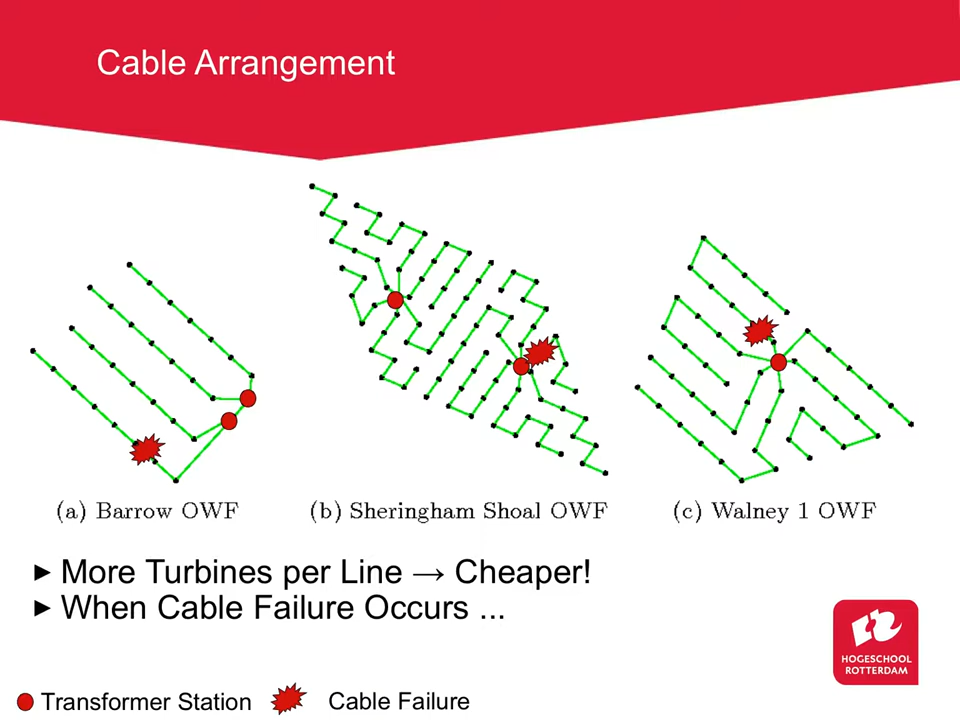 Cable Arrangement
(a) Barrow OWF
(b) Sheringham Shoal OWF
(c) Walney 1 OWF
► More Turbines per Line → Cheaper!
► When Cable Failure Occurs ...
HOGESCHOOL
ROTTERDAM
Transformer Station
Cable Failure